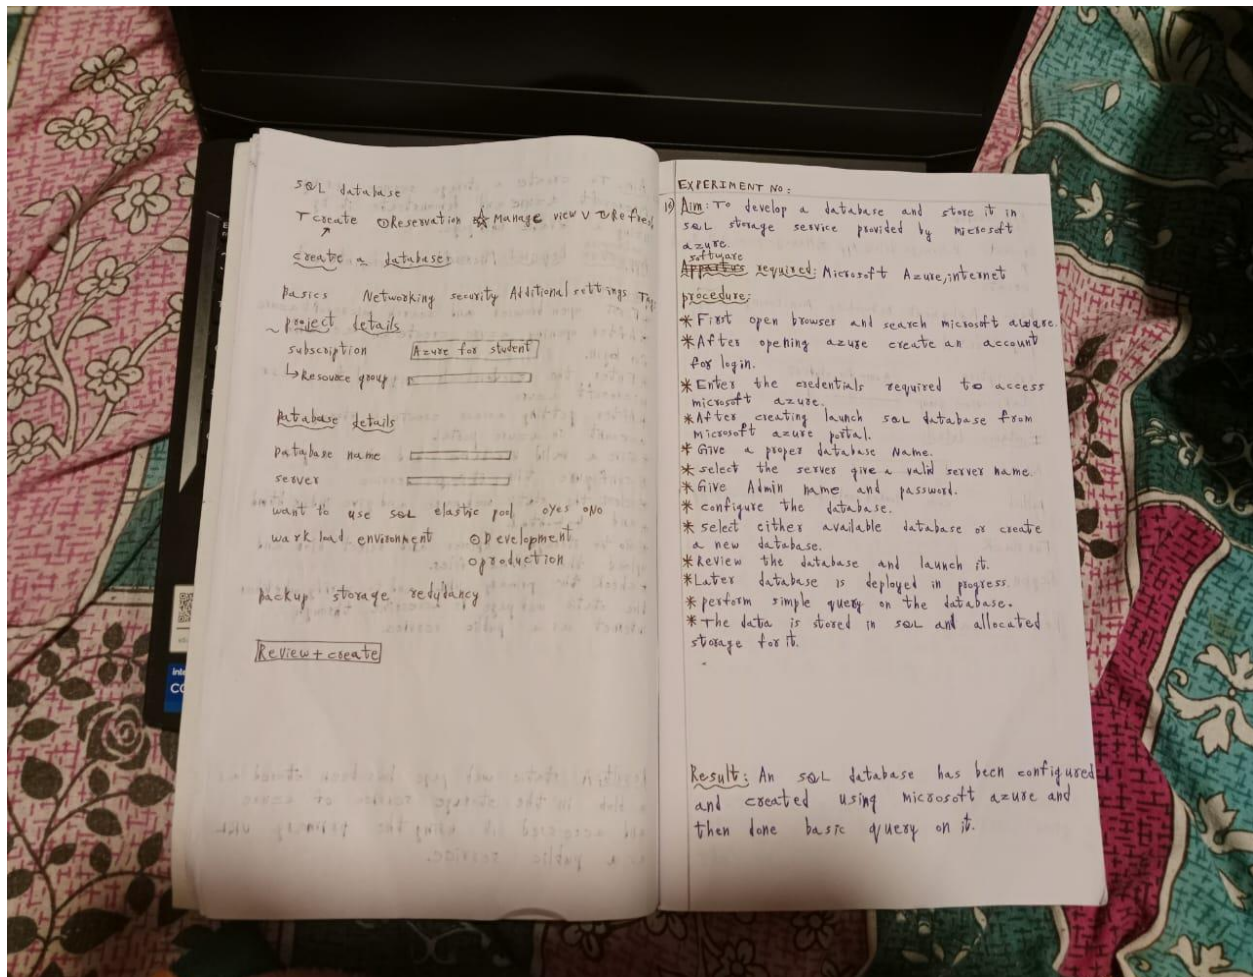 SQL database
create Reservation Manage view V Refres
create a database:
Basics Networking security Additional settings Tag
project details
subscription Azure for student
Resource group
Database details
Database name
server
want to use SQL elastic pool oYes oNo
work load environment Development
production
Backup storage redydancy
Review + create
EXPERIMENT NO:
Aim: To develop a database and store it in
SQL storage service provided by microsoft
azure.
software
required: Microsoft Azure, internet
procedure:
* First open browser and search microsoft
* After opening azure create an account
for login.
* Enter the credentials required to access
microsoft azure.
* After creating launch SQL database from
Microsoft azure portal.
* Give a proper database Name.
* select the server give a valid server name.
* Give Admin name and password.
* configure the database.
* select either available database or create
a new database.
* Review the database and launch it.
* Later database is deployed in progress.
* perform simple query on the database.
* The data is stored in SQL and allocated
storage for it.
Result: An SQL database has been configured
and created using microsoft azure and
then done basic query on it.